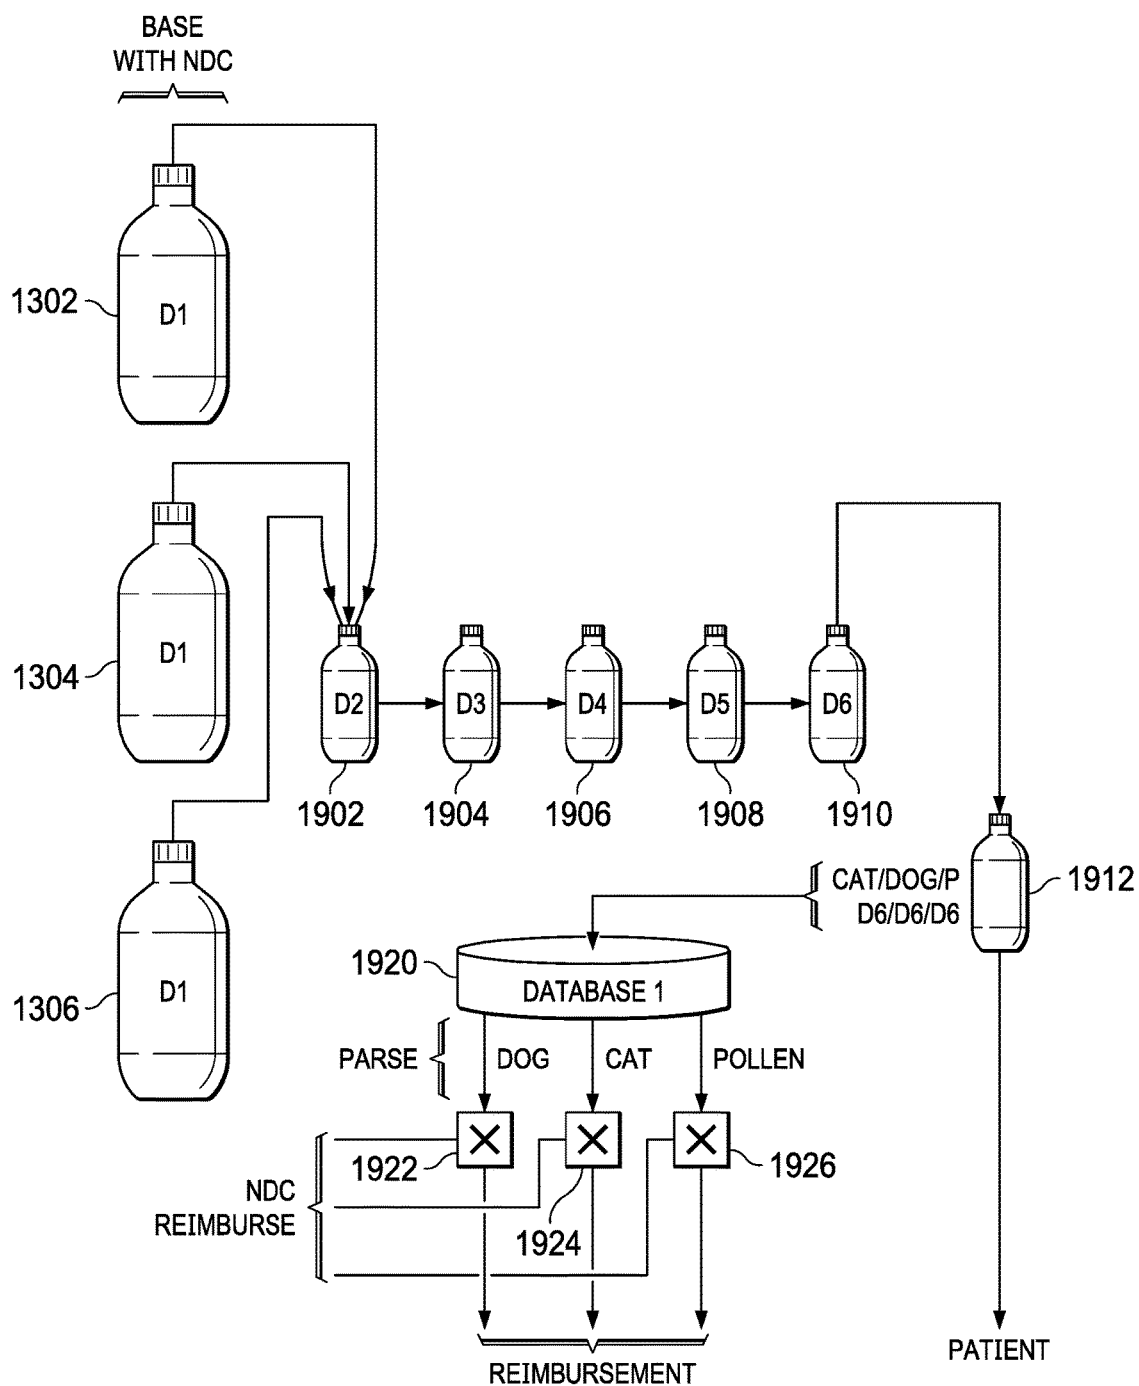 BASE
WITH NDC
1302
D1
1304
D1
D2
D3
D4
D5
D6
1902
1904
1906
1908
1910
1306
D1
CAT/DOG/P
D6/D6/D6
1912
1920
DATABASE 1
PARSE
DOG
CAT
POLLEN
1922
1926
NDC
REIMBURSE
1924
REIMBURSEMENT
PATIENT